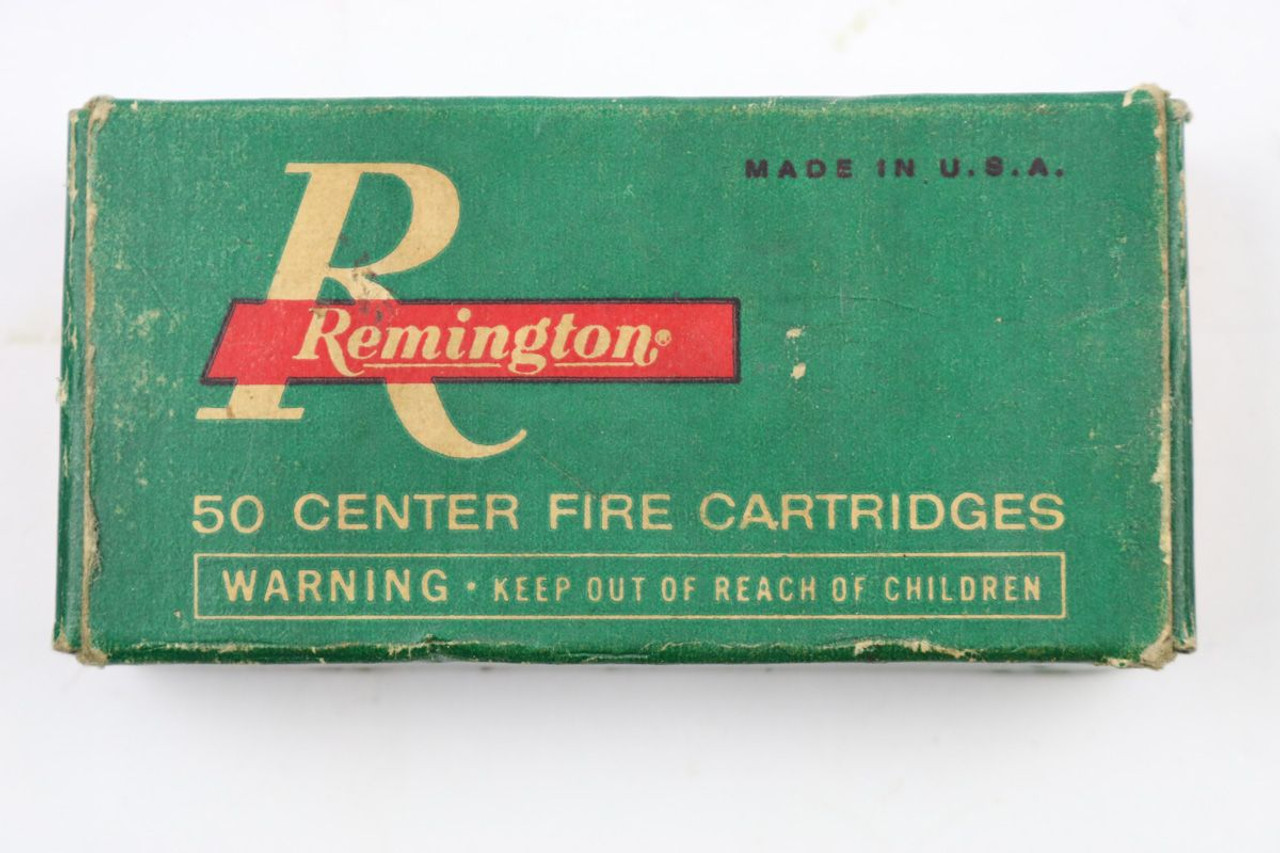 MADE IN U.S.A.
R
Remington®
50 CENTER FIRE CARTRIDGES
WARNING · KEEP OUT OF REACH OF CHILDREN